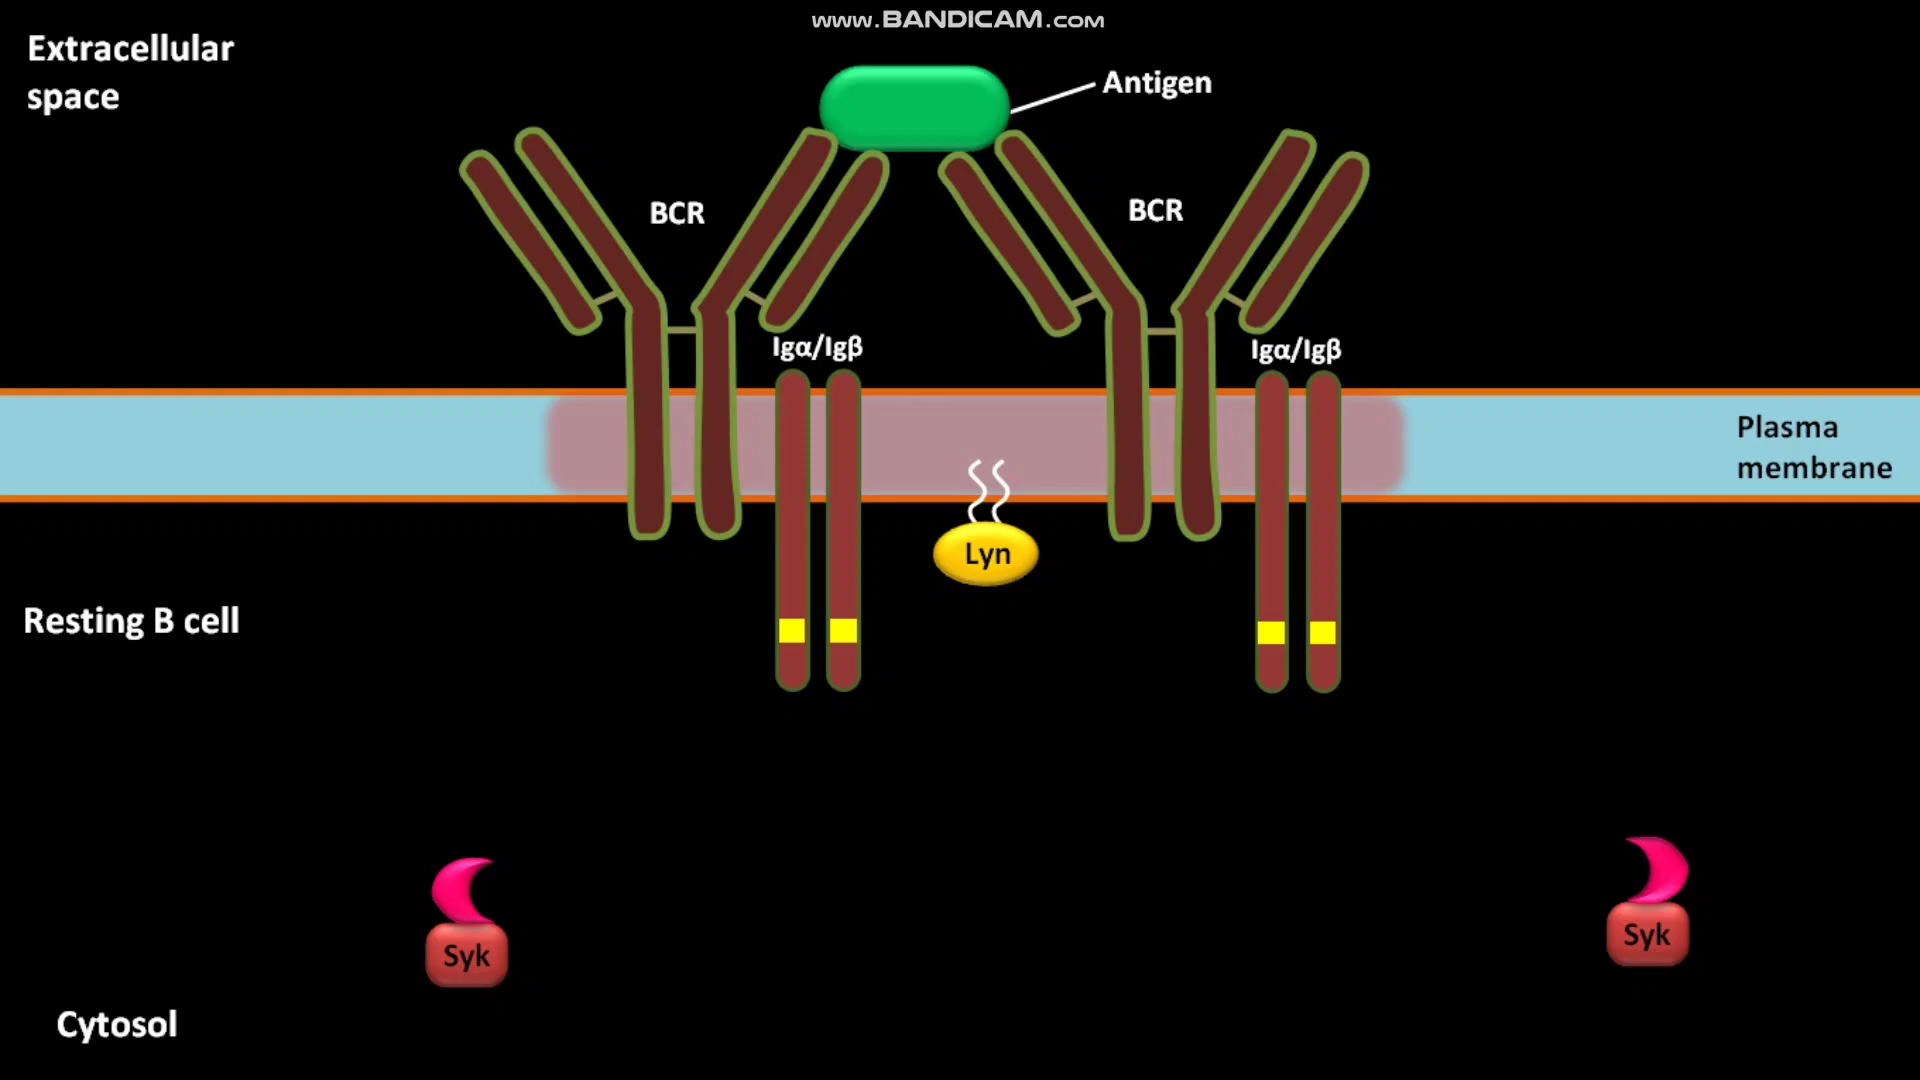 www.BANDICAM.com
Extracellular
space
Antigen
BCR
BCR
Igα/Igβ
Igα/Igβ
Plasma
membrane
Lyn
Resting B cell
Syk
Syk
Cytosol